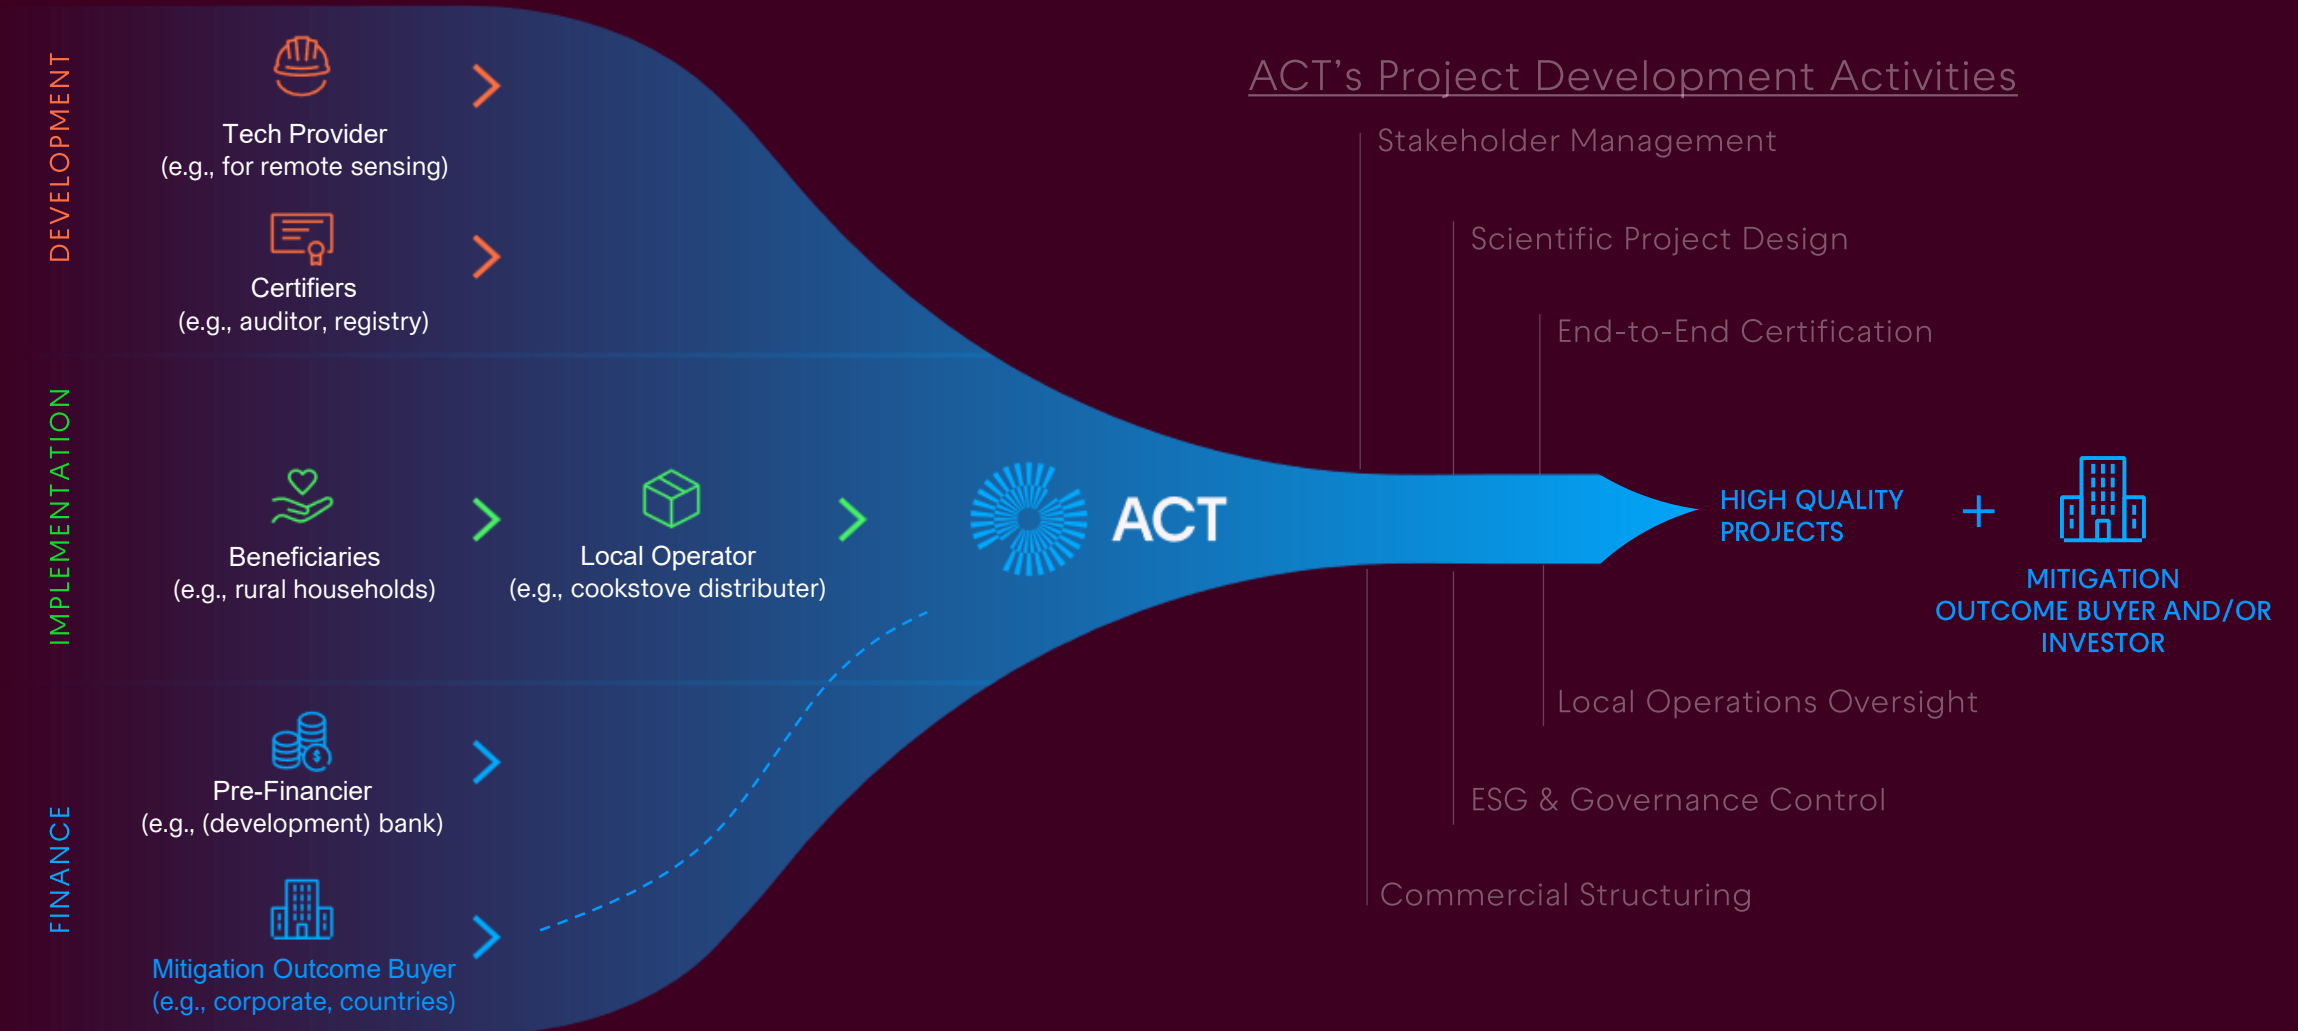 DEVELOPMENT
Tech Provider
(e.g., for remote sensing)
Certifiers
(e.g., auditor, registry)
IMPLEMENTATION
Beneficiaries
(e.g., rural households)
Local Operator
(e.g., cookstove distributer)
FINANCE
Pre-Financier
(e.g., (development) bank)
Mitigation Outcome Buyer
(e.g., corporate, countries)
ACT
ACT’s Project Development Activities
Stakeholder Management
Scientific Project Design
End-to-End Certification
HIGH QUALITY
PROJECTS
+
MITIGATION
OUTCOME BUYER AND/OR
INVESTOR
Local Operations Oversight
ESG & Governance Control
Commercial Structuring